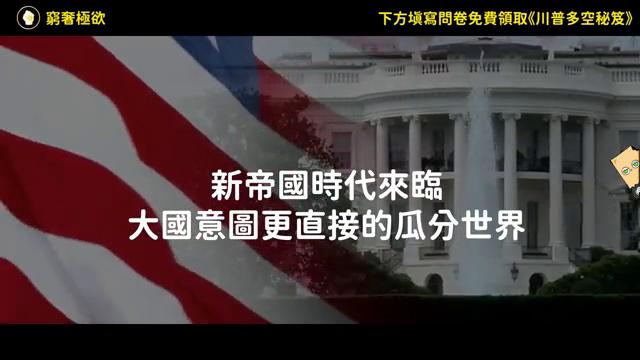 窮奢極欲
下方填寫問卷免費領取《川普多空秘笈》
新帝國時代來臨
大國意圖更直接的瓜分世界